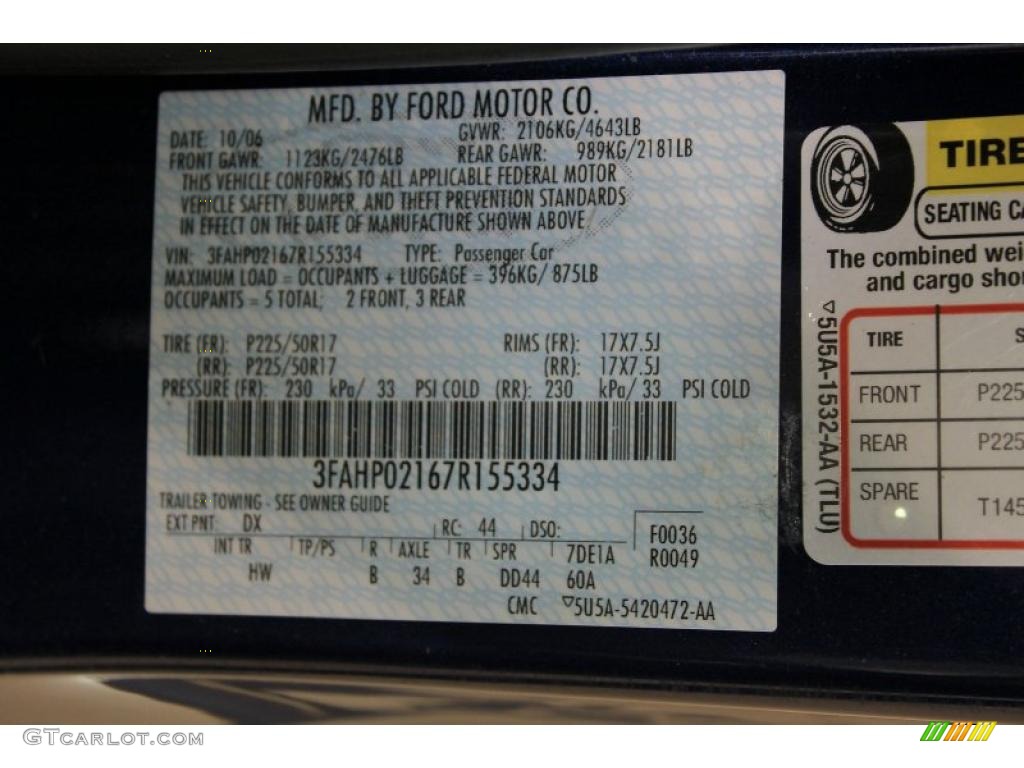 MFD. BY FORD MOTOR CO.
DATE: 10/06 GVWR: 2106KG/4643LB
FRONT GAWR: 1123KG/2476LB REAR GAWR: 989KG/2181LB
THIS VEHICLE CONFORMS TO ALL APPLICABLE FEDERAL MOTOR
VEHICLE SAFETY, BUMPER, AND THEFT PREVENTION STANDARDS
IN EFFECT ON THE DATE OF MANUFACTURE SHOWN ABOVE.
VIN: 3FAHP02167R155334 TYPE: Passenger Car
MAXIMUM LOAD = OCCUPANTS + LUGGAGE = 396KG/ 875LB
OCCUPANTS = 5 TOTAL; 2 FRONT, 3 REAR
TIRE (FR): P225/50R17 RIMS (FR): 17X7.5J
(RR): P225/50R17 (RR): 17X7.5J
PRESSURE (FR): 230 kPa/ 33 PSI COLD (RR): 230 kPa/ 33 PSI COLD
3FAHP02167R155334
TRAILER TOWING - SEE OWNER GUIDE
EXT PNT: DX RC: 44 DSO: F0036
R0049
INT TR TP/PS R AXLE TR SPR 7DE1A
HW B 34 B DD44 60A
CMC ▽5U5A-5420472-AA
TIRE
SEATING CA
The combined wei
and cargo shou
▽5U5A-1532-AA (TLU)
TIRE S
FRONT P225
REAR P225
SPARE T145
GTcarlot.com